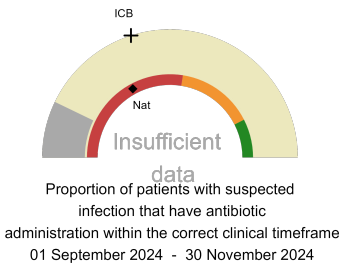 ICB
Nat
Insufficient
data
Proportion of patients with suspected
infection that have antibiotic
administration within the correct clinical timeframe
01 September 2024 - 30 November 2024